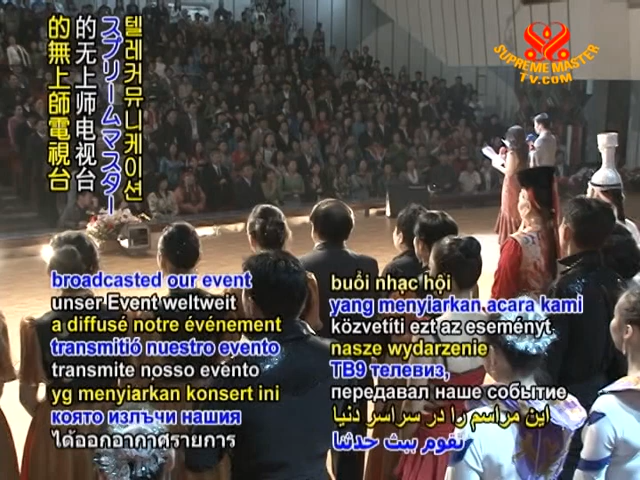 텔레커뮤니케이션
スプリームマスター
的无上师电视台
的無上師電視台
SUPREME MASTER
TV.COM
broadcasted our event
unser Event weltweit
a diffusé notre événement
transmitió nuestro evento
transmite nosso evento
yg menyiarkan konsert ini
която излъчи нашия
ได้ออกอากาศรายการ
buổi nhạc hội
yang menyiarkan acara kami
közvetíti ezt az eseményt
nasze wydarzenie
ТВ9 телевиз,
передавал наше событие
این مراسم را در سراسر دنیا
نقوم ببث حدثنا